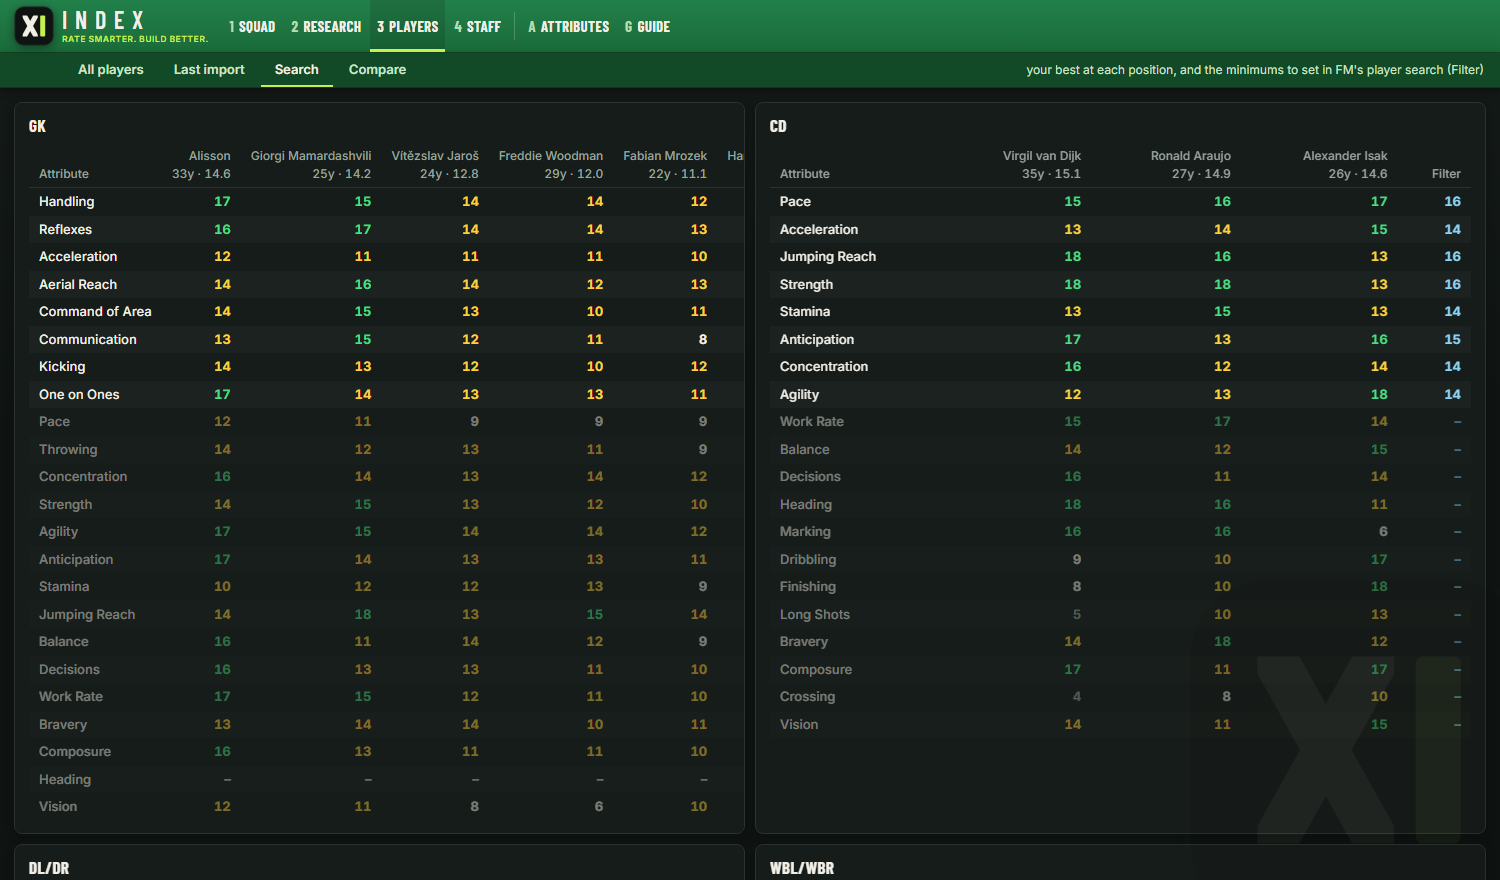 XI INDEX
RATE SMARTER. BUILD BETTER.
1 SQUAD 2 RESEARCH 3 PLAYERS 4 STAFF A ATTRIBUTES G GUIDE
All players Last import Search Compare your best at each position, and the minimums to set in FM's player search (Filter)
GK
Alisson Giorgi Mamardashvili Vítězslav Jaroš Freddie Woodman Fabian Mrozek Ha
Attribute 33y · 14.6 25y · 14.2 24y · 12.8 29y · 12.0 22y · 11.1
Handling 17 15 14 14 12
Reflexes 16 17 14 14 13
Acceleration 12 11 11 11 10
Aerial Reach 14 16 14 12 13
Command of Area 14 15 13 10 11
Communication 13 15 12 11 8
Kicking 14 13 12 10 12
One on Ones 17 14 13 13 11
Pace 12 11 9 9 9
Throwing 14 12 13 11 9
Concentration 16 14 13 14 12
Strength 14 15 13 12 10
Agility 17 15 14 14 12
Anticipation 17 14 13 13 11
Stamina 10 12 12 13 9
Jumping Reach 14 18 13 15 14
Balance 16 11 14 12 9
Decisions 16 13 13 11 10
Work Rate 17 15 12 11 10
Bravery 13 14 14 10 11
Composure 16 13 11 11 10
Heading – – – – –
Vision 12 11 8 6 10
CD
Virgil van Dijk Ronald Araujo Alexander Isak
Attribute 35y · 15.1 27y · 14.9 26y · 14.6 Filter
Pace 15 16 17 16
Acceleration 13 14 15 14
Jumping Reach 18 16 13 16
Strength 18 18 13 16
Stamina 13 15 13 14
Anticipation 17 13 16 15
Concentration 16 12 14 14
Agility 12 13 18 14
Work Rate 15 17 14 –
Balance 14 12 15 –
Decisions 16 11 14 –
Heading 18 16 11 –
Marking 16 16 6 –
Dribbling 9 10 17 –
Finishing 8 10 18 –
Long Shots 5 10 13 –
Bravery 14 18 12 –
Composure 17 11 17 –
Crossing 4 8 10 –
Vision 14 11 15 –
XI
DL/DR
WBL/WBR